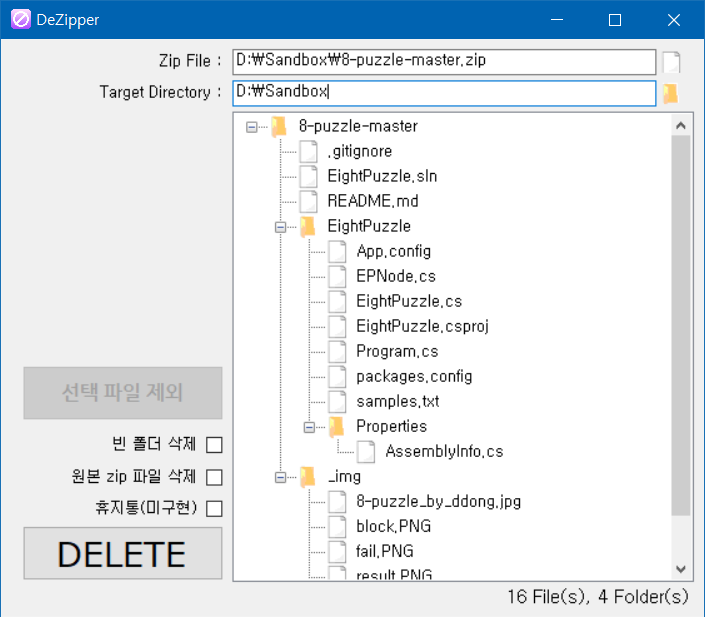 DeZipper
Zip File :
D:₩Sandbox₩8-puzzle-master.zip
Target Directory :
D:₩Sandbox
8-puzzle-master
.gitignore
EightPuzzle.sln
README.md
EightPuzzle
App.config
EPNode.cs
EightPuzzle.cs
EightPuzzle.csproj
Program.cs
packages.config
samples.txt
Properties
AssemblyInfo.cs
_img
8-puzzle_by_ddong.jpg
block.PNG
fail.PNG
result.PNG
선택 파일 제외
빈 폴더 삭제
원본 zip 파일 삭제
휴지통(미구현)
DELETE
16 File(s), 4 Folder(s)